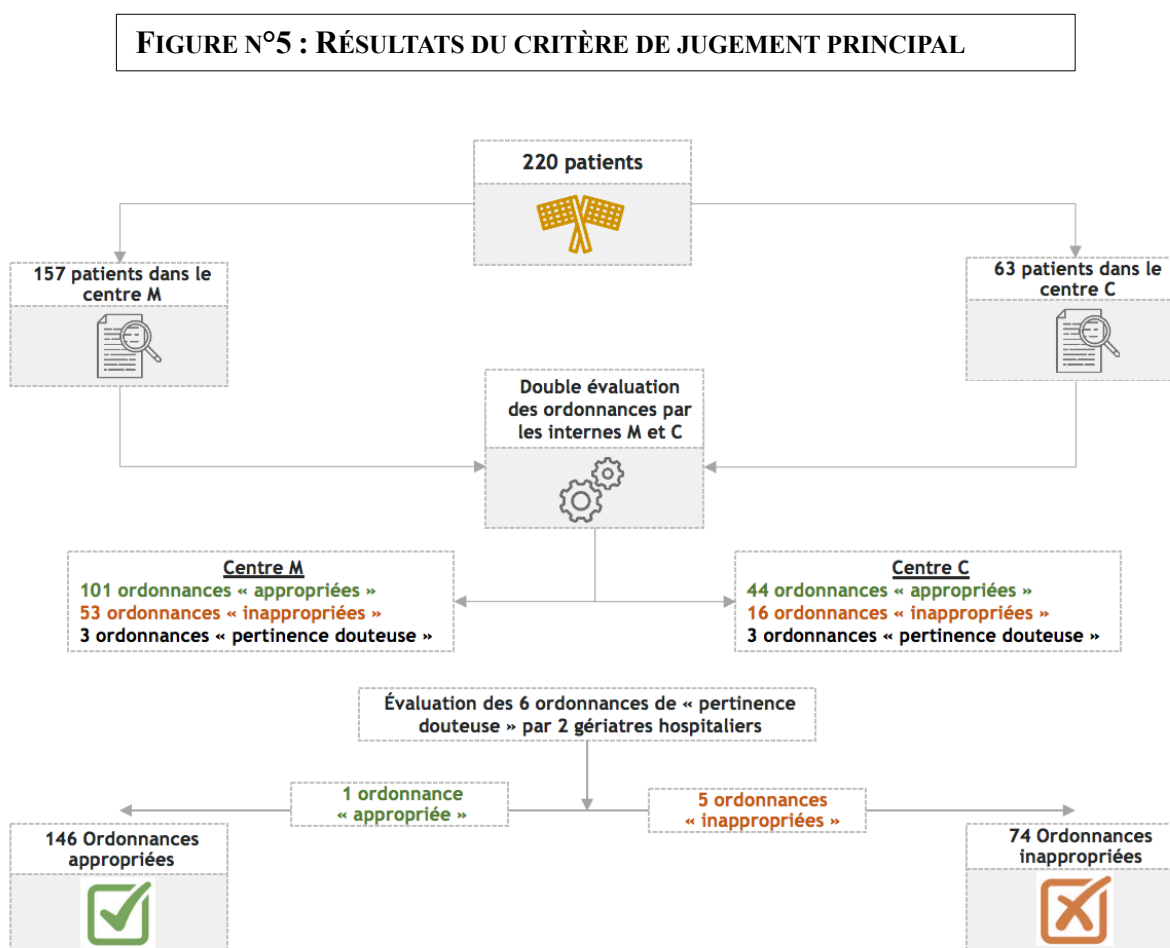 FIGURE N°5 : RÉSULTATS DU CRITÈRE DE JUGEMENT PRINCIPAL
220 patients
157 patients dans le
centre M
63 patients dans le
centre C
Double évaluation
des ordonnances par
les internes M et C
Centre M
101 ordonnances « appropriées »
53 ordonnances « inappropriées »
3 ordonnances « pertinence douteuse »
Centre C
44 ordonnances « appropriées »
16 ordonnances « inappropriées »
3 ordonnances « pertinence douteuse »
Évaluation des 6 ordonnances de « pertinence
douteuse » par 2 gériatres hospitaliers
1 ordonnance
« appropriée »
5 ordonnances
« inappropriées »
146 Ordonnances
appropriées
74 Ordonnances
inappropriées